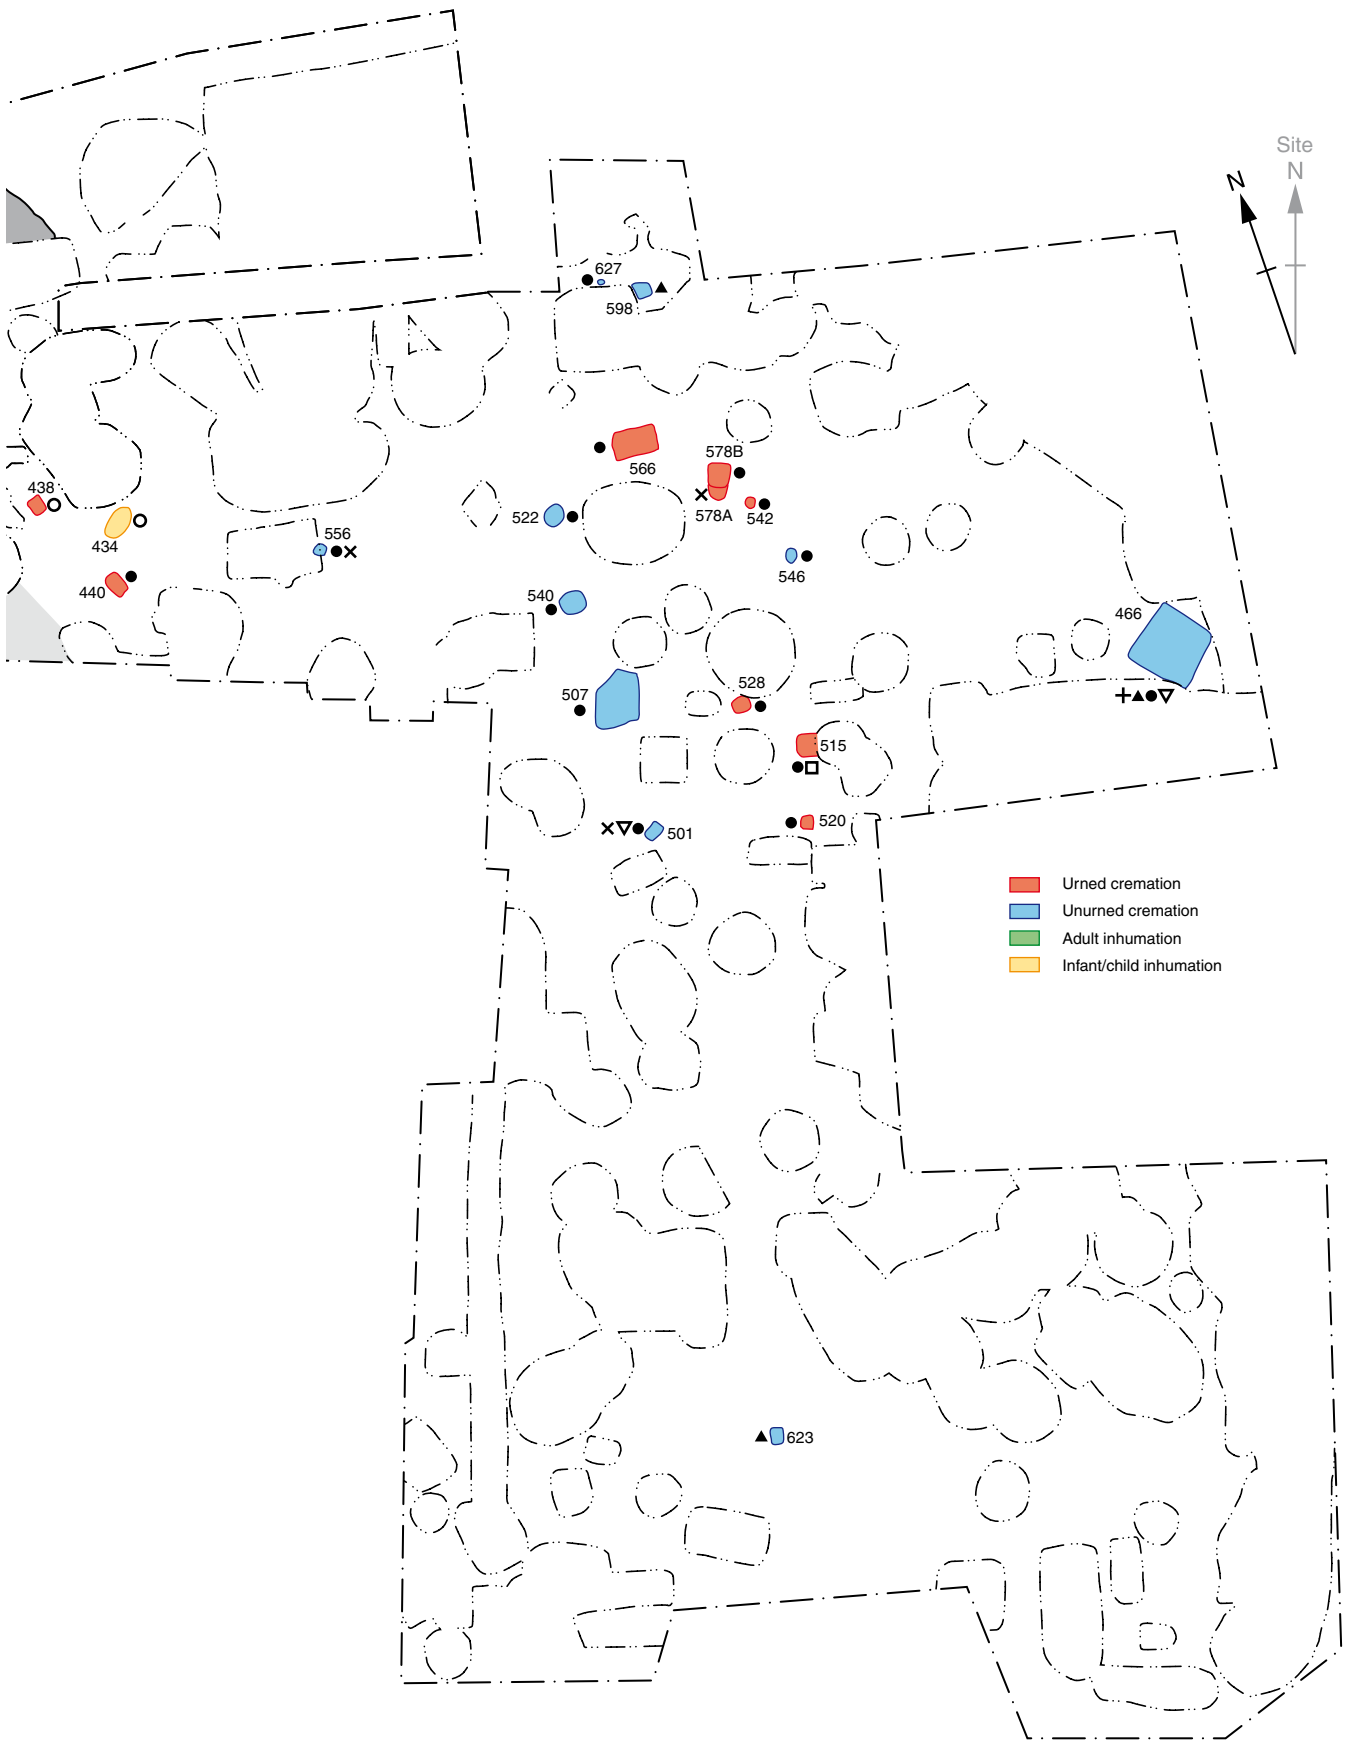 Site
N
N
627
598
566
578B
438
522
578A
542
434
556
546
440
540
466
507
528
515
520
501
Urned cremation
Unurned cremation
Adult inhumation
Infant/child inhumation
623